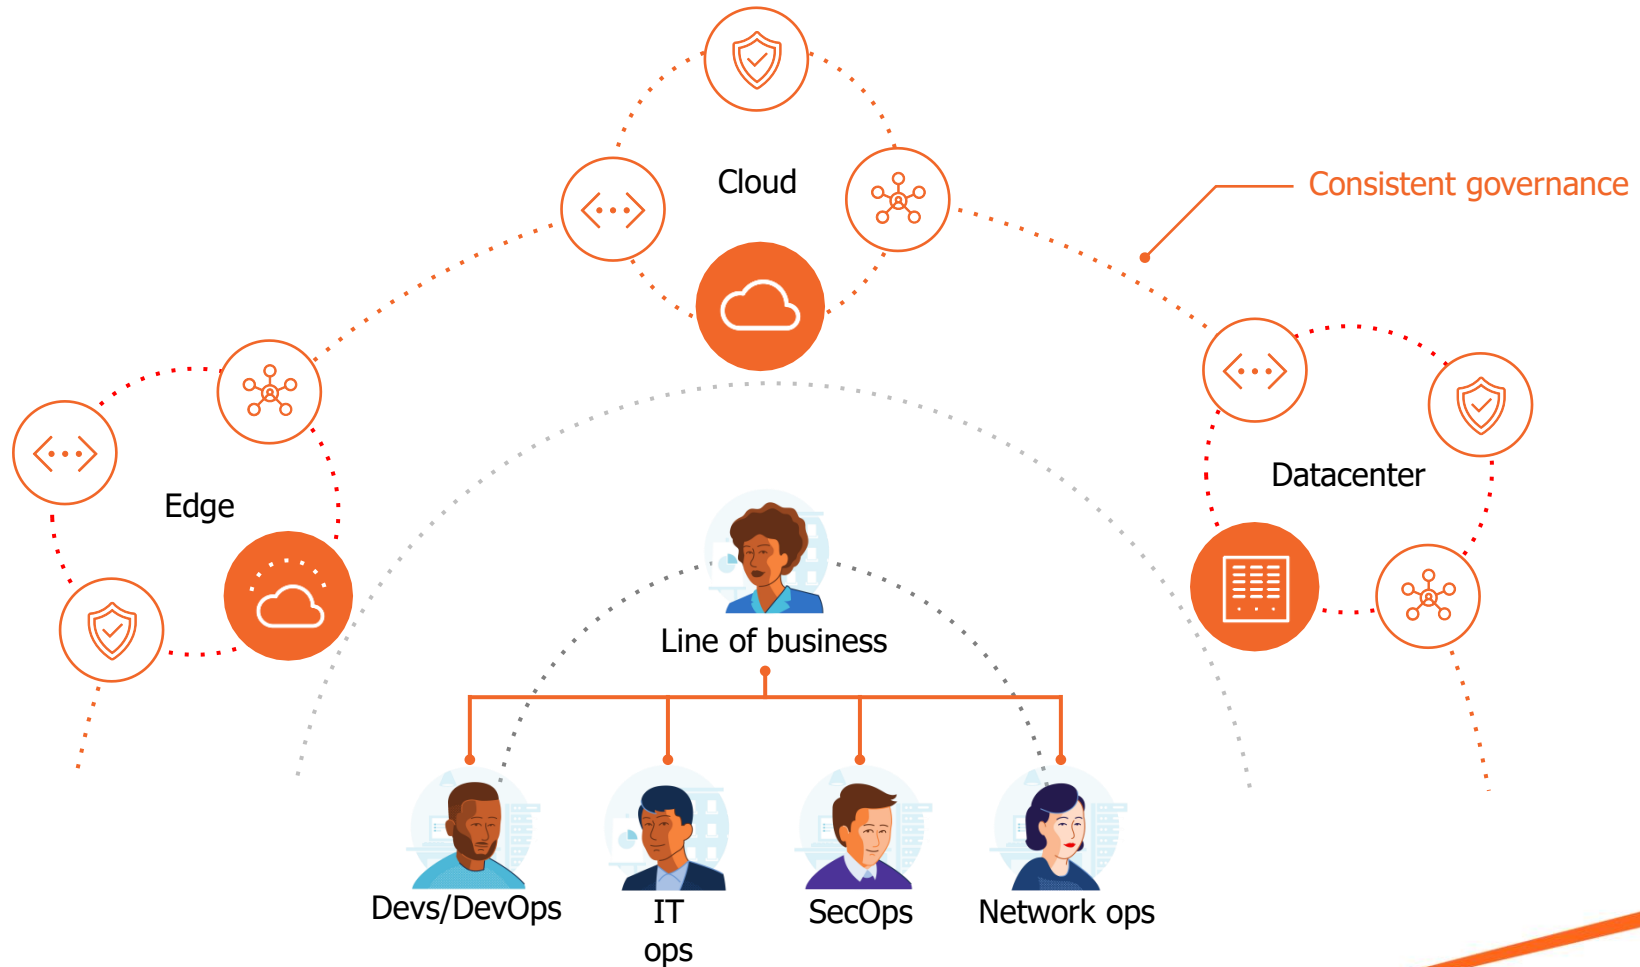 Cloud
Consistent governance
Edge
Datacenter
Line of business
Devs/DevOps
IT
ops
SecOps
Network ops